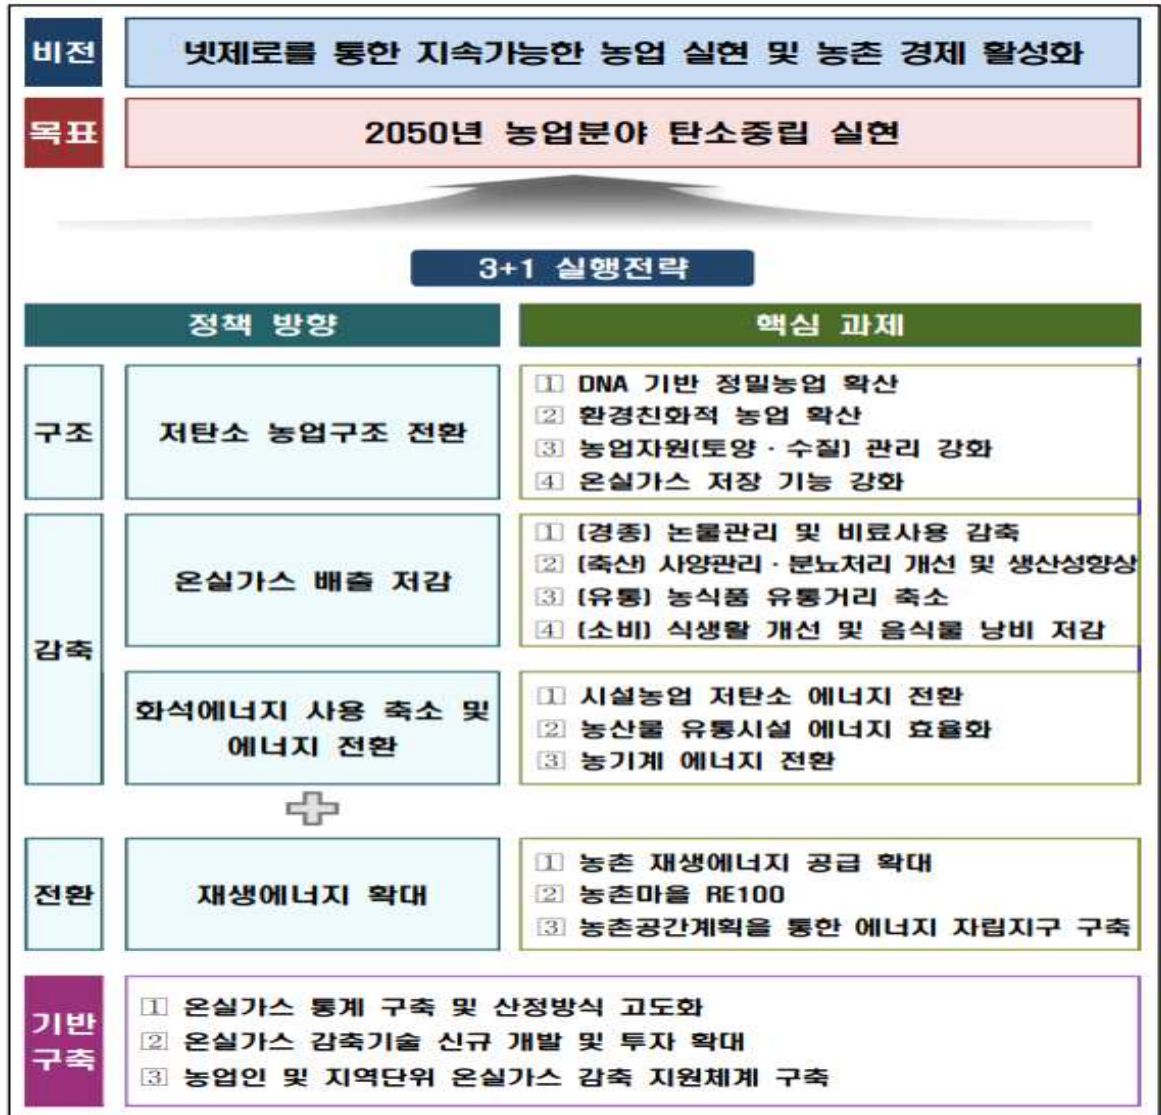 비전
넷제로를 통한 지속가능한 농업 실현 및 농촌 경제 활성화
목표
2050년 농업분야 탄소중립 실현
3+1 실행전략
정책 방향
핵심 과제
구조
저탄소 농업구조 전환
1 DNA 기반 정밀농업 확산
2 환경친화적 농업 확산
3 농업자원(토양·수질) 관리 강화
4 온실가스 저장 기능 강화
감축
온실가스 배출 저감
1 (경종) 논물관리 및 비료사용 감축
2 (축산) 사양관리·분뇨처리 개선 및 생산성향상
3 (유통) 농식품 유통거리 축소
4 (소비) 식생활 개선 및 음식물 낭비 저감
화석에너지 사용 축소 및
에너지 전환
1 시설농업 저탄소 에너지 전환
2 농산물 유통시설 에너지 효율화
3 농기계 에너지 전환
전환
재생에너지 확대
1 농촌 재생에너지 공급 확대
2 농촌마을 RE100
3 농촌공간계획을 통한 에너지 자립지구 구축
기반
구축
1 온실가스 통계 구축 및 산정방식 고도화
2 온실가스 감축기술 신규 개발 및 투자 확대
3 농업인 및 지역단위 온실가스 감축 지원체계 구축